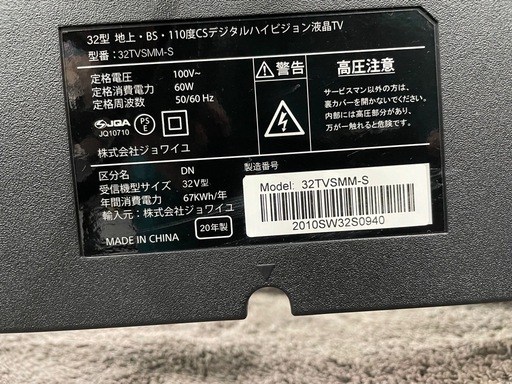 32型 地上・BS・110度CSデジタルハイビジョン液晶TV
型番：32TVSMM-S
定格電圧 100V~
定格消費電力 60W
定格周波数 50/60 Hz
JQA
JQ10710
PS
E
株式会社ジョワイユ
警告
高圧注意
サービスマン以外の方は、
裏カバーを開かないでください。
内部には高圧部分があり、
万が一触れると危険です。
区分名 DN
受信機型サイズ 32V型
年間消費電力 67KWh/年
輸入元：株式会社ジョワイユ
MADE IN CHINA
20年製
製造番号
Model: 32TVSMM-S
2010SW32S0940